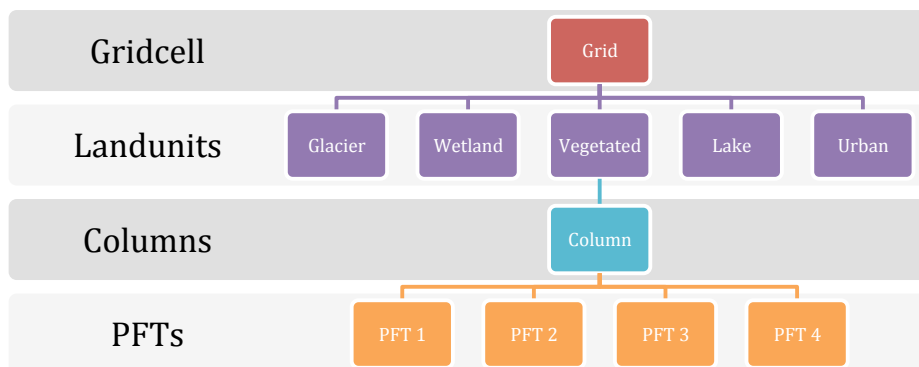 Gridcell
Grid
Landunits
Glacier
Wetland
Vegetated
Lake
Urban
Columns
Column
PFTs
PFT 1
PFT 2
PFT 3
PFT 4